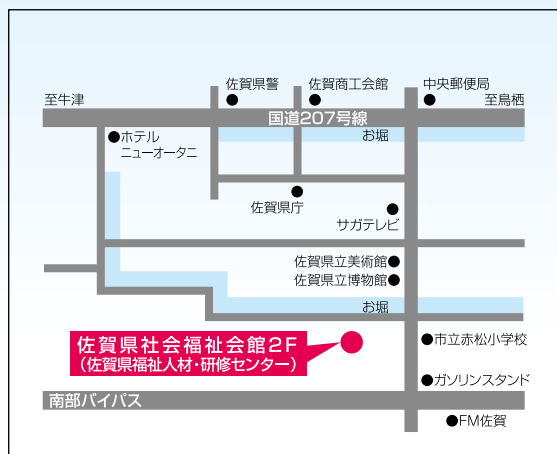 佐賀県警
佐賀商工会館
中央郵便局
至牛津
至鳥栖
国道207号線
お堀
ホテル
ニューオータニ
佐賀県庁
サガテレビ
佐賀県立美術館
佐賀県立博物館
お堀
佐賀県社会福祉会館2F
（佐賀県福祉人材・研修センター）
市立赤松小学校
ガソリンスタンド
南部バイパス
FM佐賀